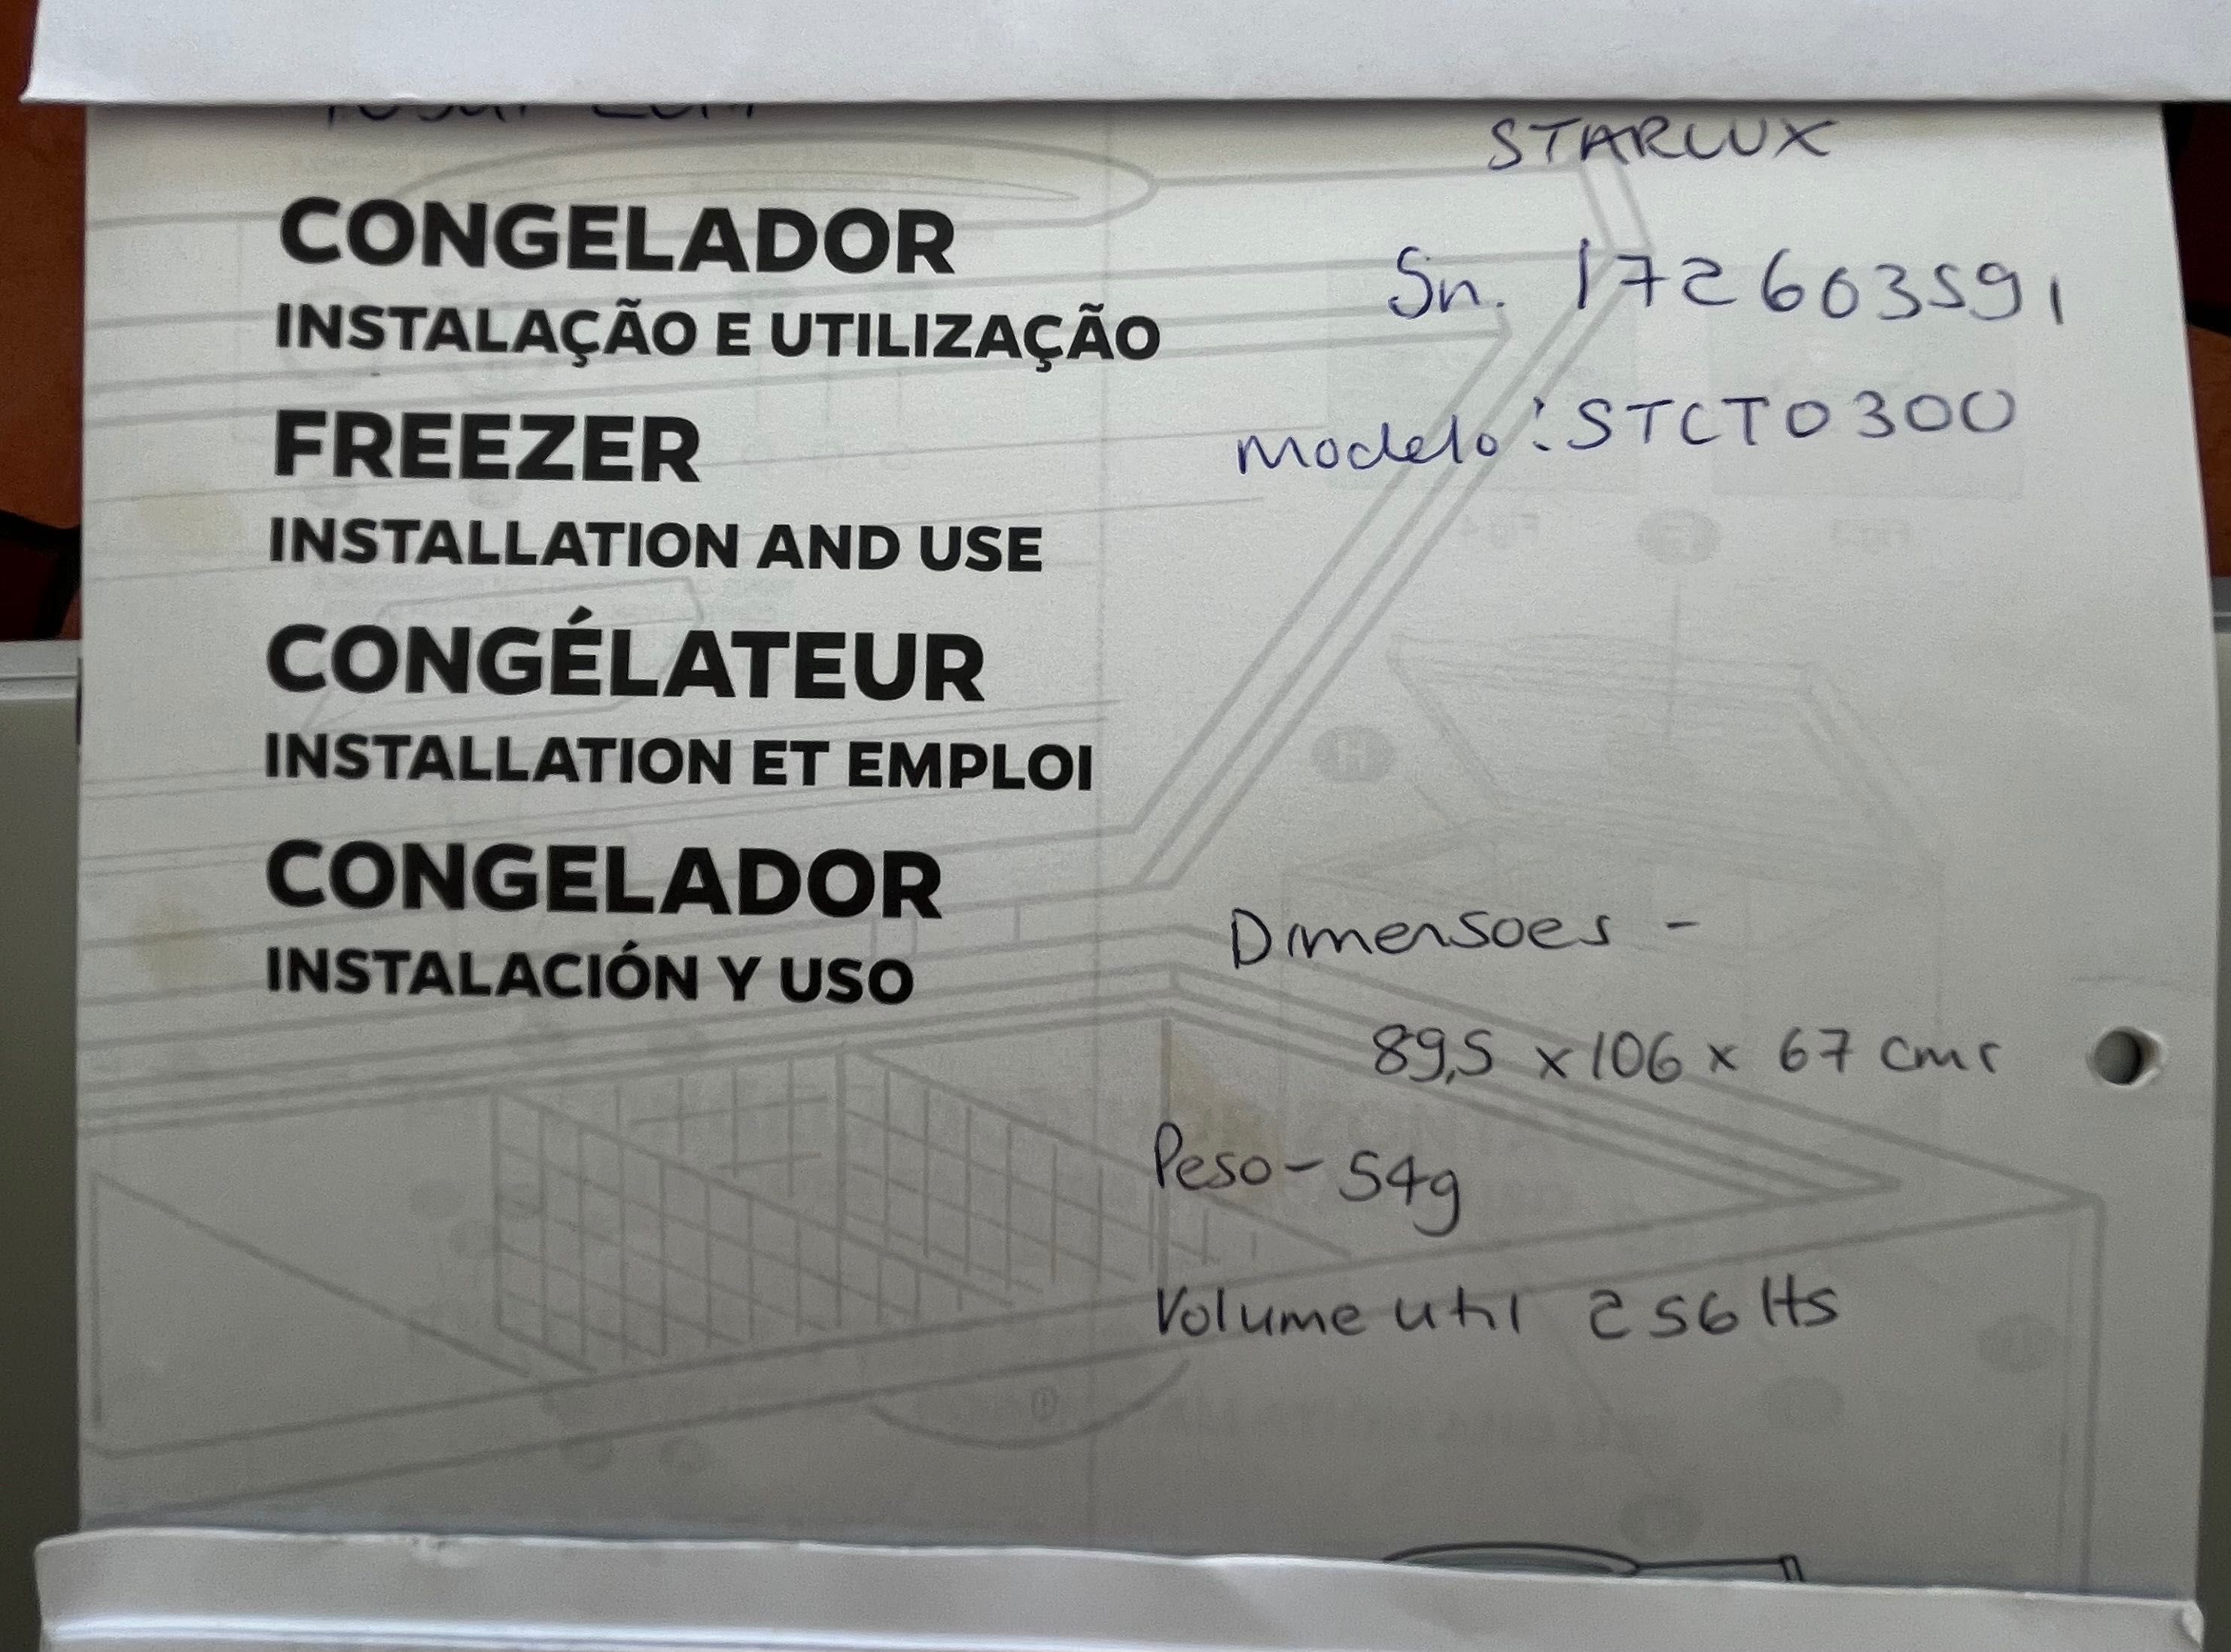 STARLUX
CONGELADOR
INSTALAÇÃO E UTILIZAÇÃO
Sn. 172603591
Modelo: STCTO300
FREEZER
INSTALLATION AND USE
CONGÉLATEUR
INSTALLATION ET EMPLOI
CONGELADOR
INSTALACIÓN Y USO
Dimensoes -
89,5 x 106 x 67 cms
Peso - 54g
Volume util 256 lts